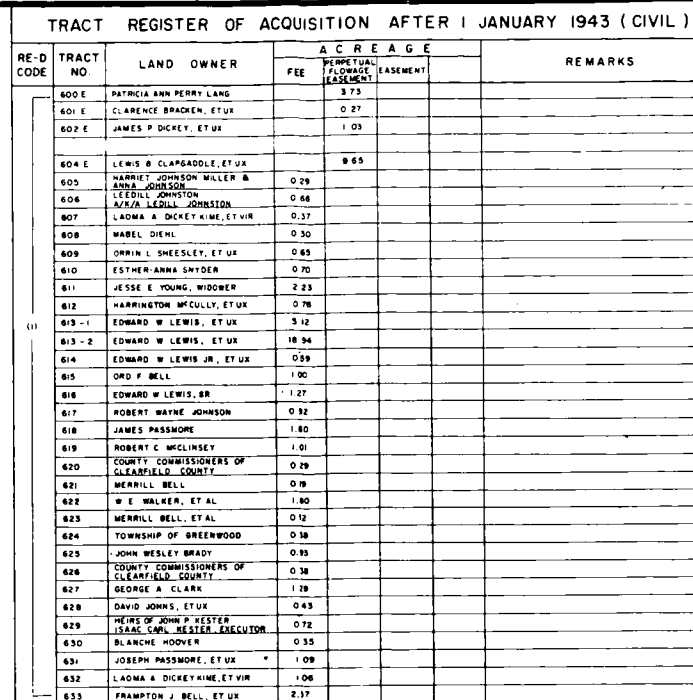 TRACT REGISTER OF ACQUISITION AFTER 1 JANUARY 1943 (CIVIL)
RE-D CODE TRACT NO. LAND OWNER ACREAGE REMARKS
FEE PERPETUAL FLOWAGE EASEMENT EASEMENT
600 E PATRICIA ANN PERRY LANG 3.73
601 E CLARENCE BRACKEN, ET UX 0.27
602 E JAMES P DICKEY, ET UX 1.03
604 E LEWIS B CLAPSADDLE, ET UX 9.65
605 HARRIET JOHNSON MILLER & ANNA JOHNSON 0.29
606 LEEDILL JOHNSTON A/K/A LEDILL JOHNSTON 0.66
607 LAOMA A DICKEY KIME, ET VIR 0.37
608 MABEL DIEHL 0.30
609 ORRIN L SHEESLEY, ET UX 0.65
610 ESTHER-ANNA SNYDER 0.70
611 JESSE E YOUNG, WIDOWER 2.23
612 HARRINGTON McCULLY, ET UX 0.76
613-1 EDWARD W LEWIS, ET UX 3.12
(1)
613-2 EDWARD W LEWIS, ET UX 18.94
614 EDWARD W LEWIS JR, ET UX 0.59
615 ORD F BELL 1.00
616 EDWARD W LEWIS, SR 1.27
617 ROBERT WAYNE JOHNSON 0.92
618 JAMES PASSMORE 1.80
619 ROBERT C McCLINSEY 1.01
620 COUNTY COMMISSIONERS OF CLEARFIELD COUNTY 0.29
621 MERRILL BELL 0.19
622 W E WALKER, ET AL 1.80
623 MERRILL BELL, ET AL 0.12
624 TOWNSHIP OF GREENWOOD 0.38
625 JOHN WESLEY BRADY 0.93
626 COUNTY COMMISSIONERS OF CLEARFIELD COUNTY 0.38
627 GEORGE A CLARK 1.29
628 DAVID JOHNS, ET UX 0.43
629 HEIRS OF JOHN P KESTER ISAAC CARL KESTER, EXECUTOR 0.72
630 BLANCHE HOOVER 0.35
631 JOSEPH PASSMORE, ET UX 1.09
632 LAOMA A DICKEY KIME, ET VIR 1.06
633 FRAMPTON J BELL, ET UX 2.37